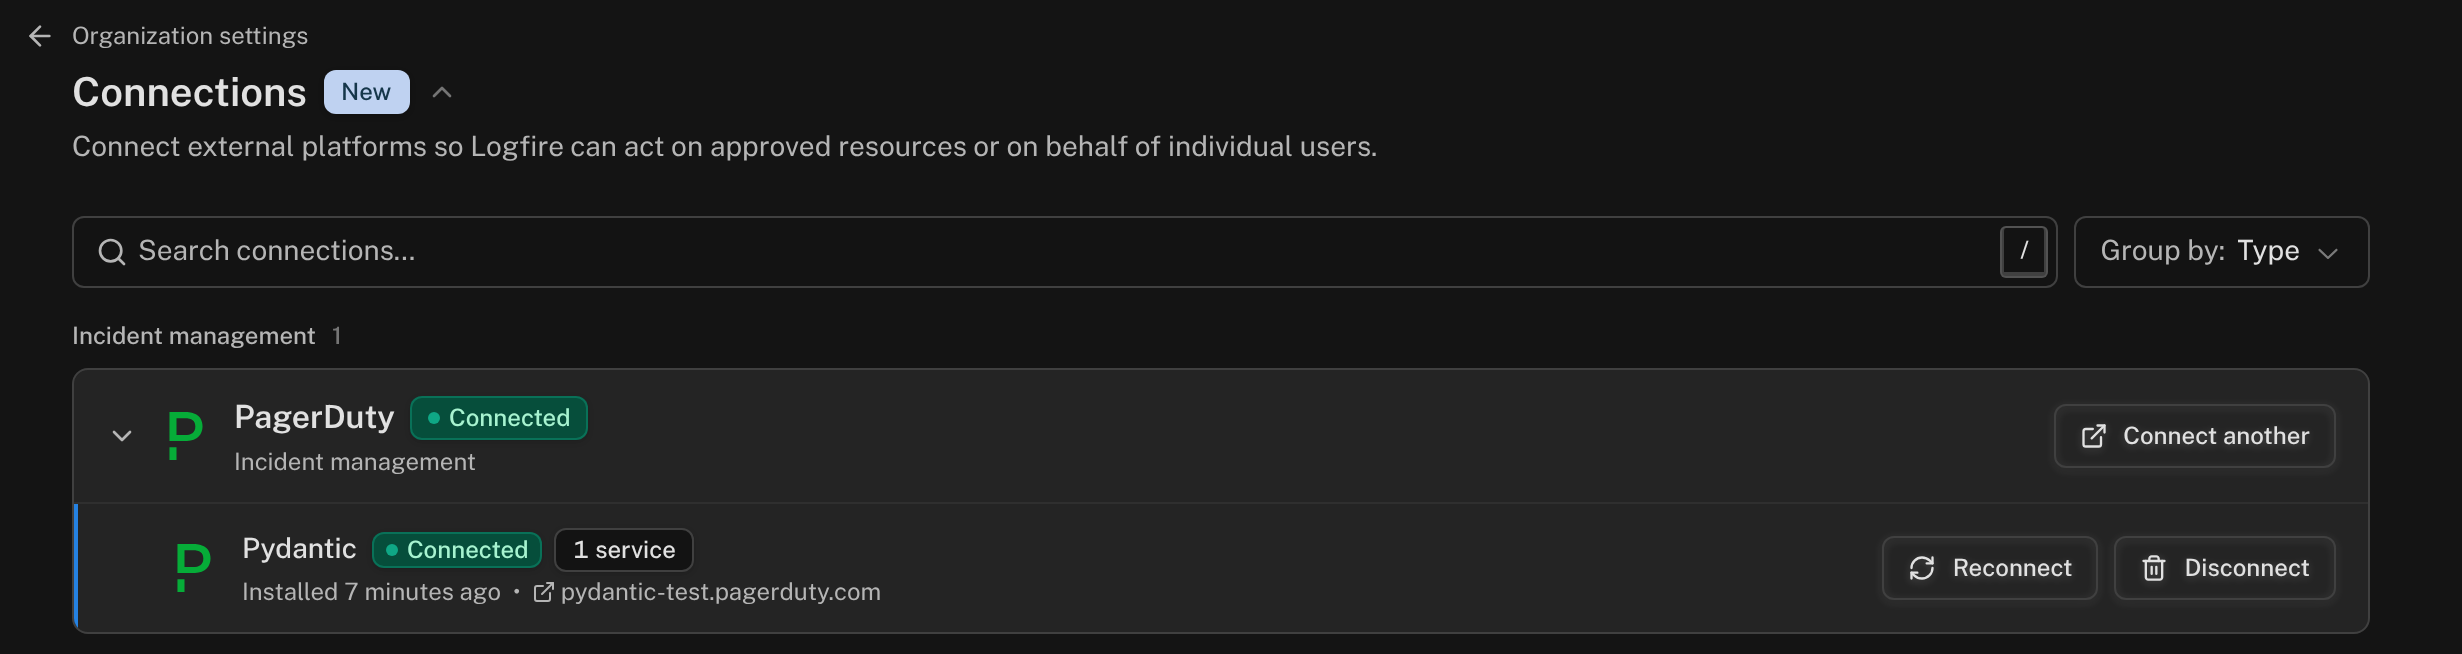 Organization settings
Connections New
Connect external platforms so Logfire can act on approved resources or on behalf of individual users.
Search connections... /
Group by: Type
Incident management 1
PagerDuty Connected
Incident management
Connect another
Pydantic Connected 1 service
Installed 7 minutes ago • pydantic-test.pagerduty.com
Reconnect
Disconnect